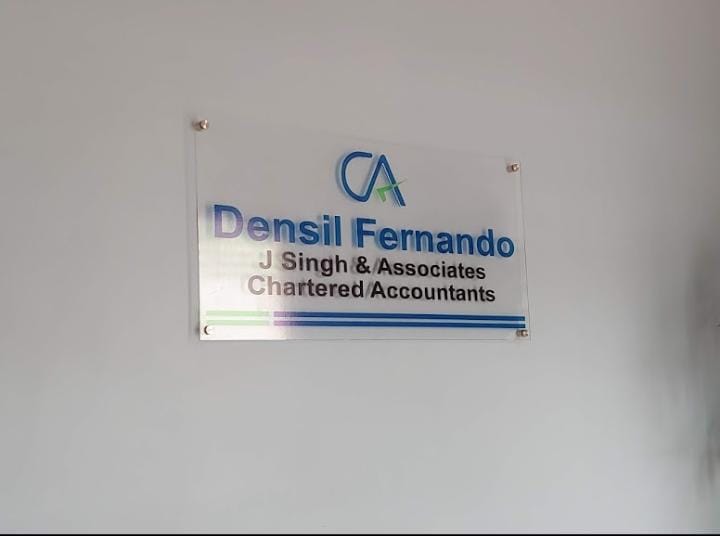 CA
Densil Fernando
J Singh & Associates
Chartered Accountants